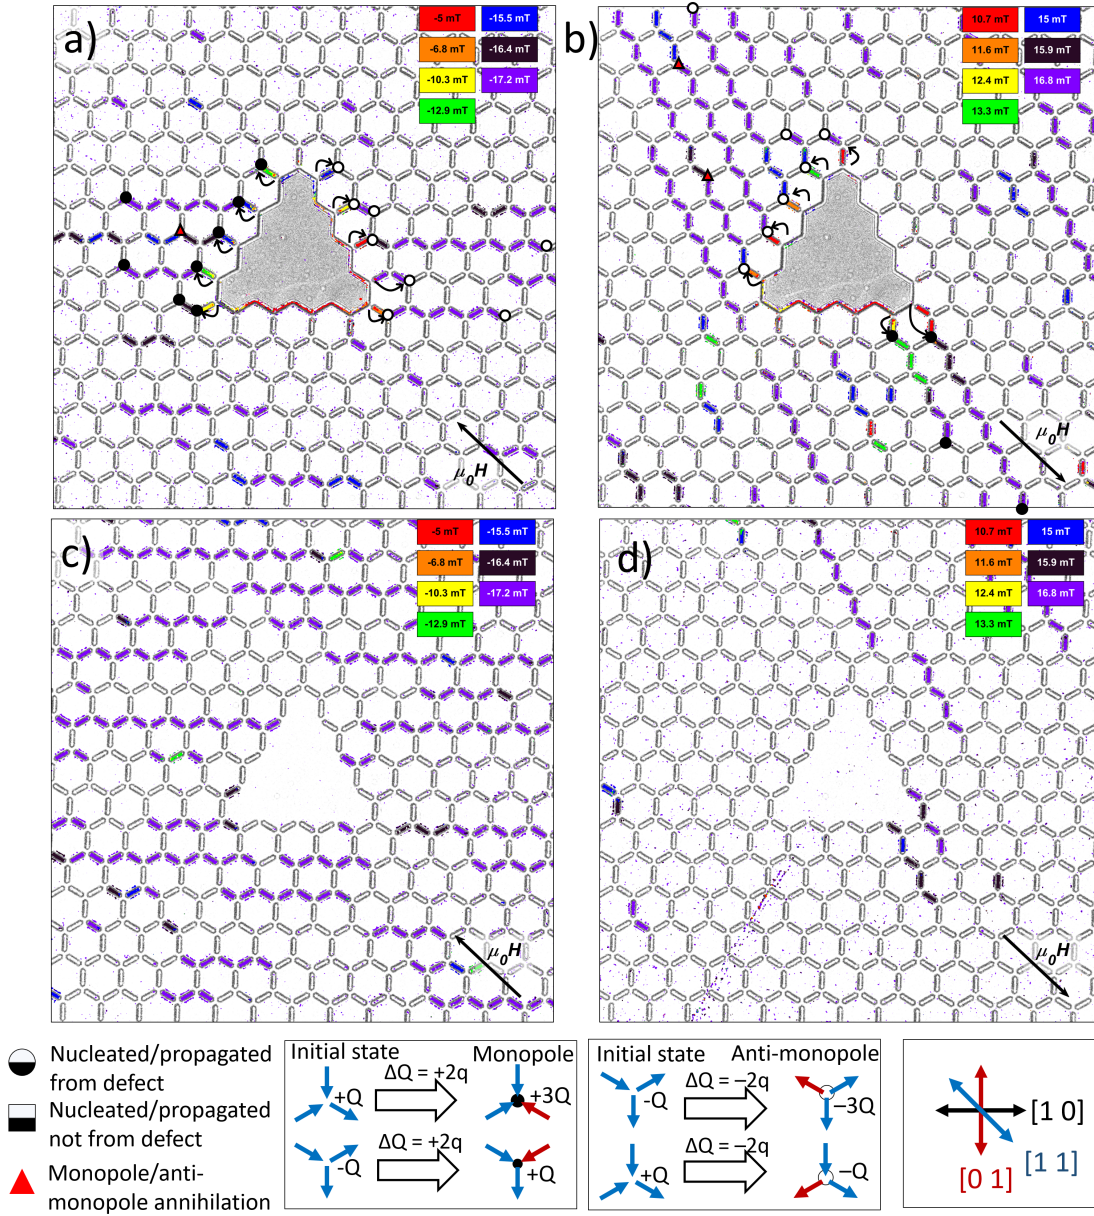 a)
-5 mT
-15.5 mT
-6.8 mT
-16.4 mT
-10.3 mT
-17.2 mT
-12.9 mT
μ₀H
b)
10.7 mT
15 mT
11.6 mT
15.9 mT
12.4 mT
16.8 mT
13.3 mT
μ₀H
c)
-5 mT
-15.5 mT
-6.8 mT
-16.4 mT
-10.3 mT
-17.2 mT
-12.9 mT
μ₀H
d)
10.7 mT
15 mT
11.6 mT
15.9 mT
12.4 mT
16.8 mT
13.3 mT
μ₀H
Nucleated/propagated
from defect
Nucleated/propagated
not from defect
Monopole/anti-
monopole annihilation
Initial state
Monopole
ΔQ = +2q
+Q
+3Q
ΔQ = +2q
-Q
+Q
Initial state
Anti-monopole
ΔQ = −2q
-Q
−3Q
ΔQ = −2q
+Q
−Q
[1 0]
[1 1]
[0 1]